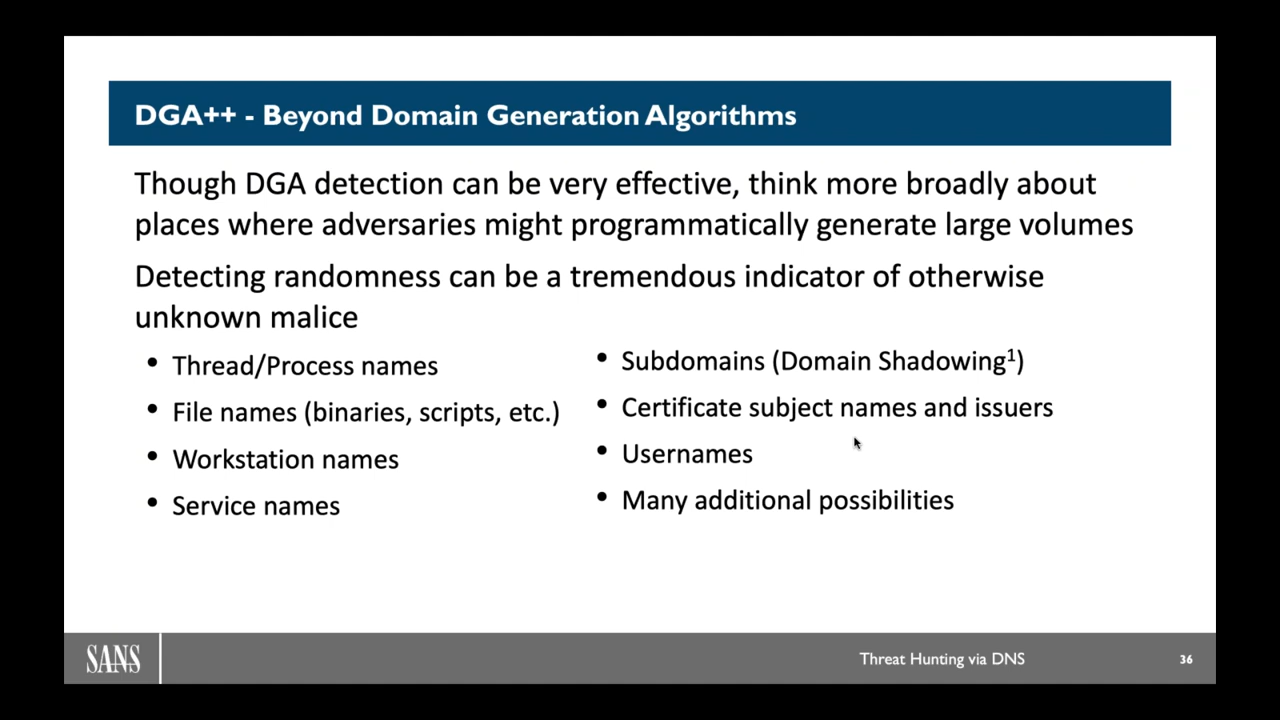 DGA++ - Beyond Domain Generation Algorithms
Though DGA detection can be very effective, think more broadly about
places where adversaries might programmatically generate large volumes
Detecting randomness can be a tremendous indicator of otherwise
unknown malice
• Thread/Process names
• File names (binaries, scripts, etc.)
• Workstation names
• Service names
• Subdomains (Domain Shadowing¹)
• Certificate subject names and issuers
• Usernames
• Many additional possibilities
SANS
Threat Hunting via DNS
36